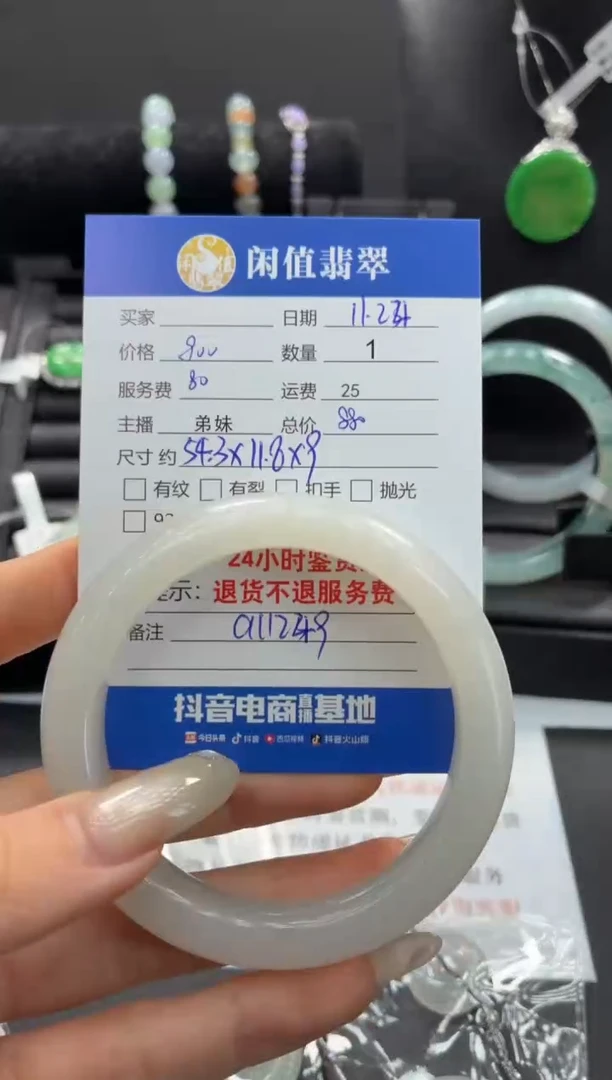 闲值翡翠
买家 日期 11.23
价格 800 数量 1
服务费 80 运费 25
主播 弟妹 总价 880
尺寸 约 54.3x11.8x9
有纹 有裂 扣手 抛光
24小时鉴赏
示：退货不退服务费
备注
抖音电商直播基地
今日头条 抖音 西瓜视频 抖音火山版